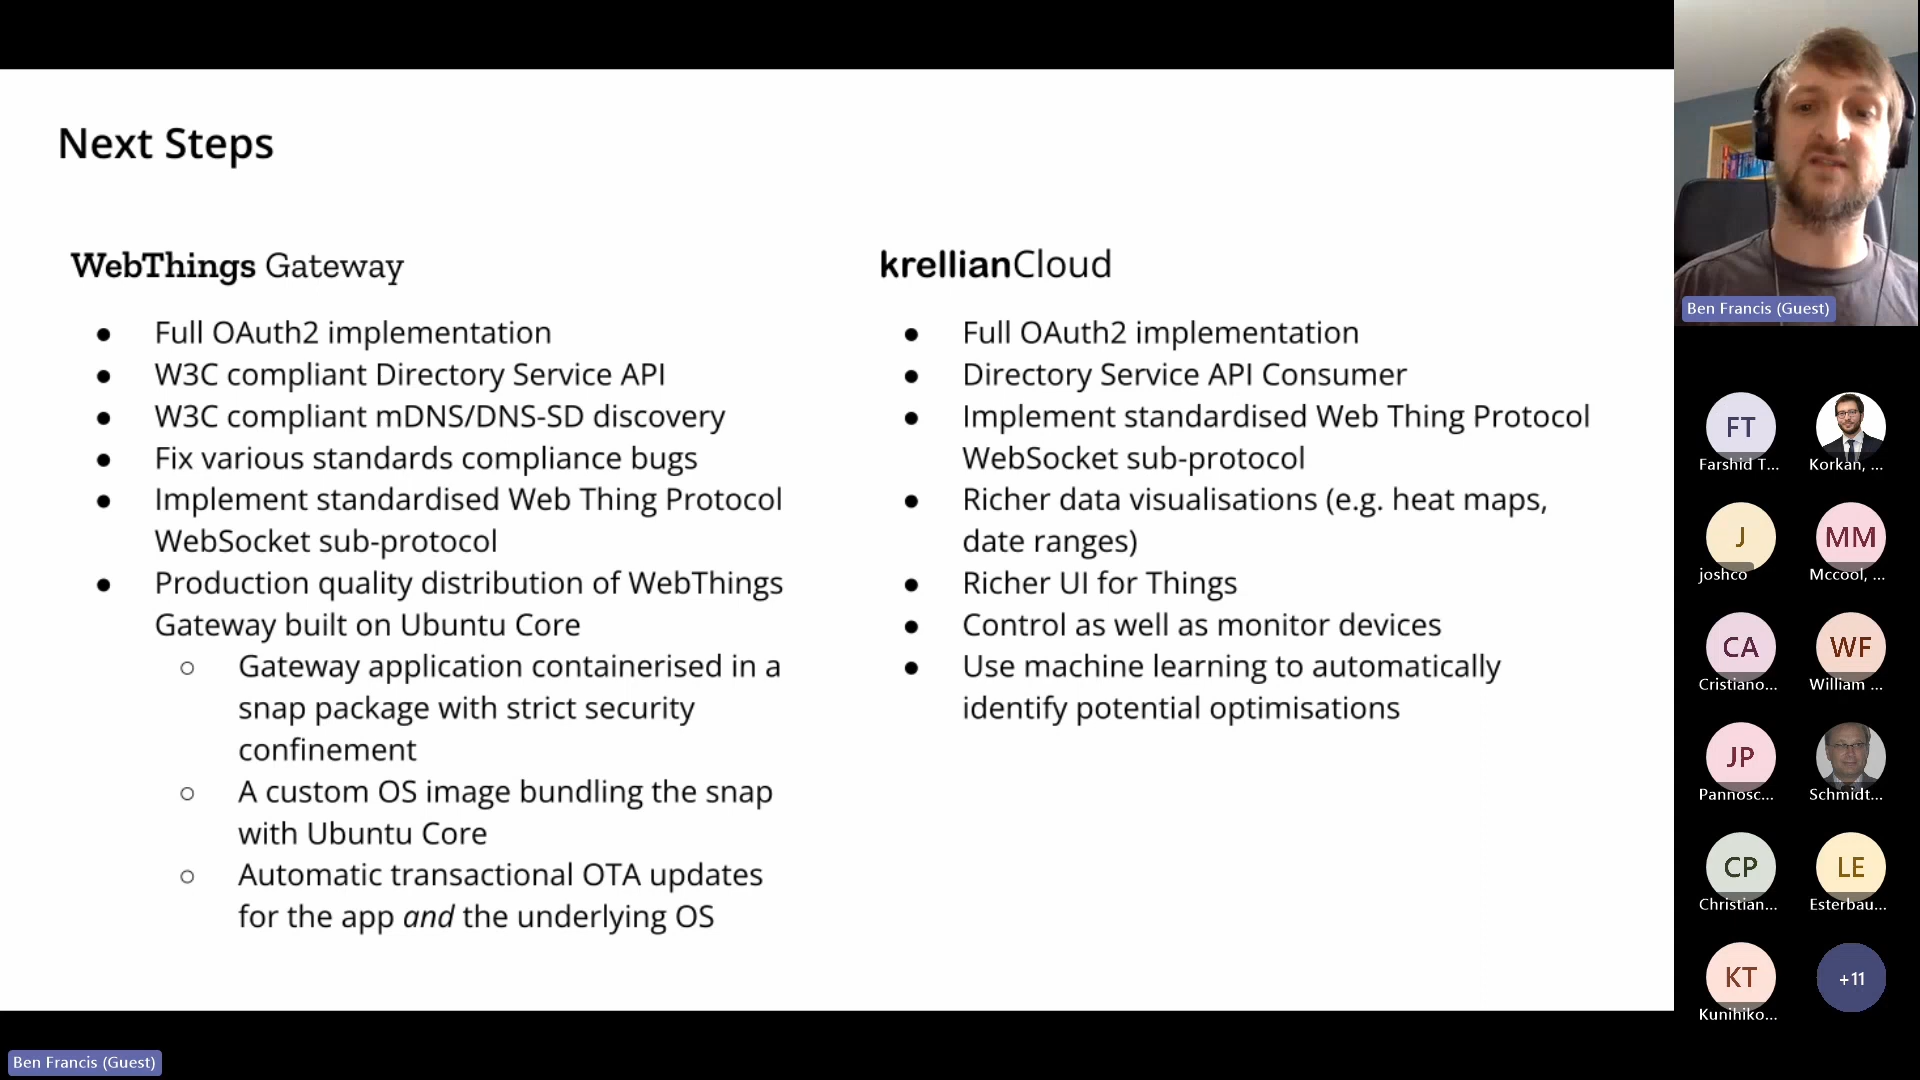 Next Steps
WebThings Gateway
● Full OAuth2 implementation
● W3C compliant Directory Service API
● W3C compliant mDNS/DNS-SD discovery
● Fix various standards compliance bugs
● Implement standardised Web Thing Protocol
WebSocket sub-protocol
● Production quality distribution of WebThings
Gateway built on Ubuntu Core
○ Gateway application containerised in a
snap package with strict security
confinement
○ A custom OS image bundling the snap
with Ubuntu Core
○ Automatic transactional OTA updates
for the app and the underlying OS
krellianCloud
● Full OAuth2 implementation
● Directory Service API Consumer
● Implement standardised Web Thing Protocol
WebSocket sub-protocol
● Richer data visualisations (e.g. heat maps,
date ranges)
● Richer UI for Things
● Control as well as monitor devices
● Use machine learning to automatically
identify potential optimisations
Ben Francis (Guest)
FT
Farshid T...
Korkan, ...
J
joshco
MM
Mccool, ...
CA
Cristiano...
WF
William ...
JP
Pannosc...
Schmidt...
CP
Christian...
LE
Esterbau...
KT
Kunihiko...
+11
Ben Francis (Guest)